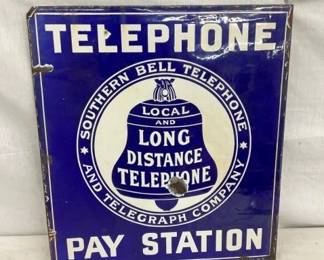 TELEPHONE
SOUTHERN BELL TELEPHONE
AND TELEGRAPH COMPANY
LOCAL
AND
LONG
DISTANCE
TELEPHONE
PAY STATION